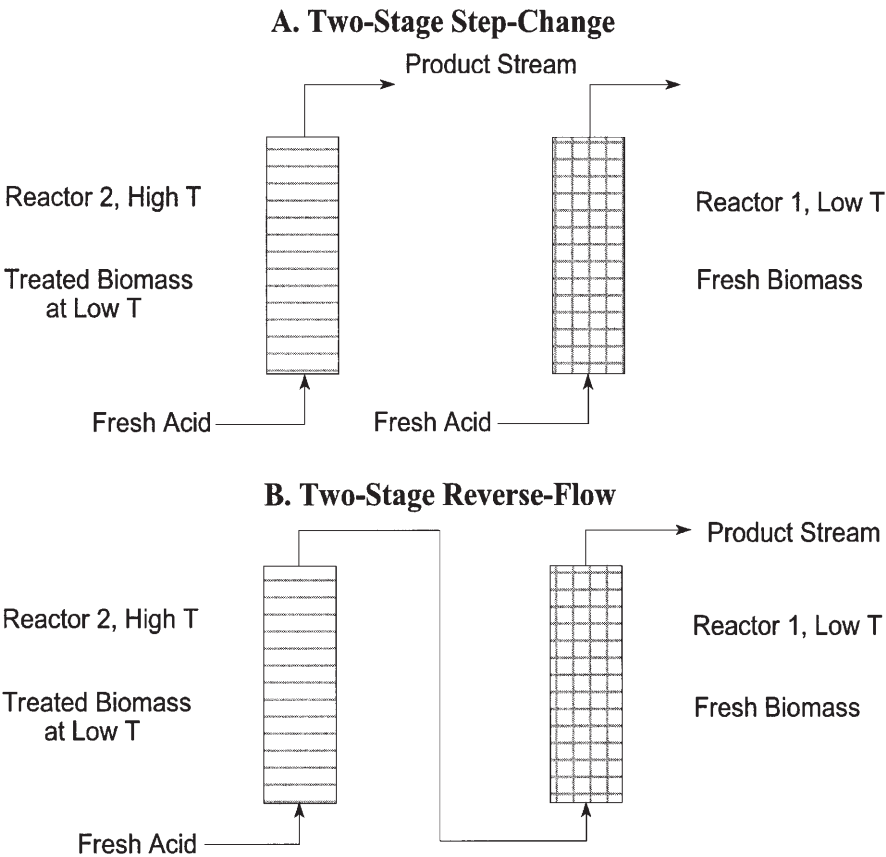 A. Two-Stage Step-Change
Product Stream
Reactor 2, High T
Reactor 1, Low T
Treated Biomass
at Low T
Fresh Biomass
Fresh Acid
Fresh Acid
B. Two-Stage Reverse-Flow
Product Stream
Reactor 2, High T
Reactor 1, Low T
Treated Biomass
at Low T
Fresh Biomass
Fresh Acid